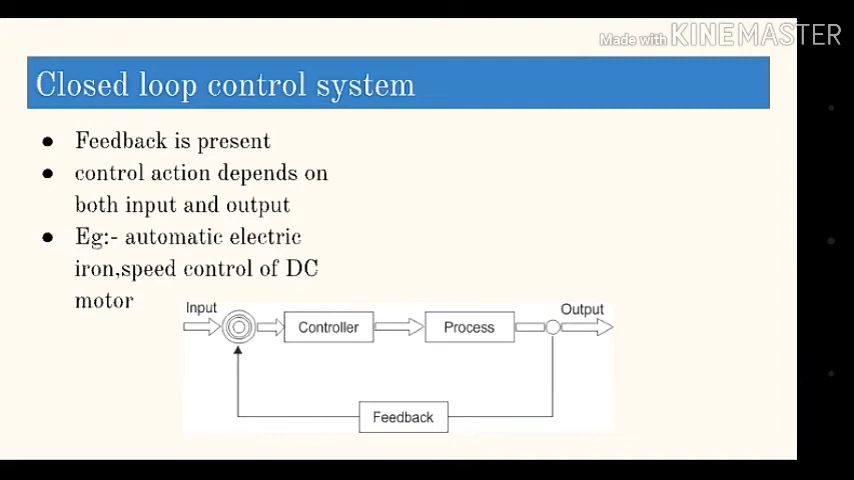 Made with KINEMASTER
Closed loop control system
● Feedback is present
● control action depends on
both input and output
● Eg:- automatic electric
iron,speed control of DC
motor
Input
Output
Controller
Process
Feedback